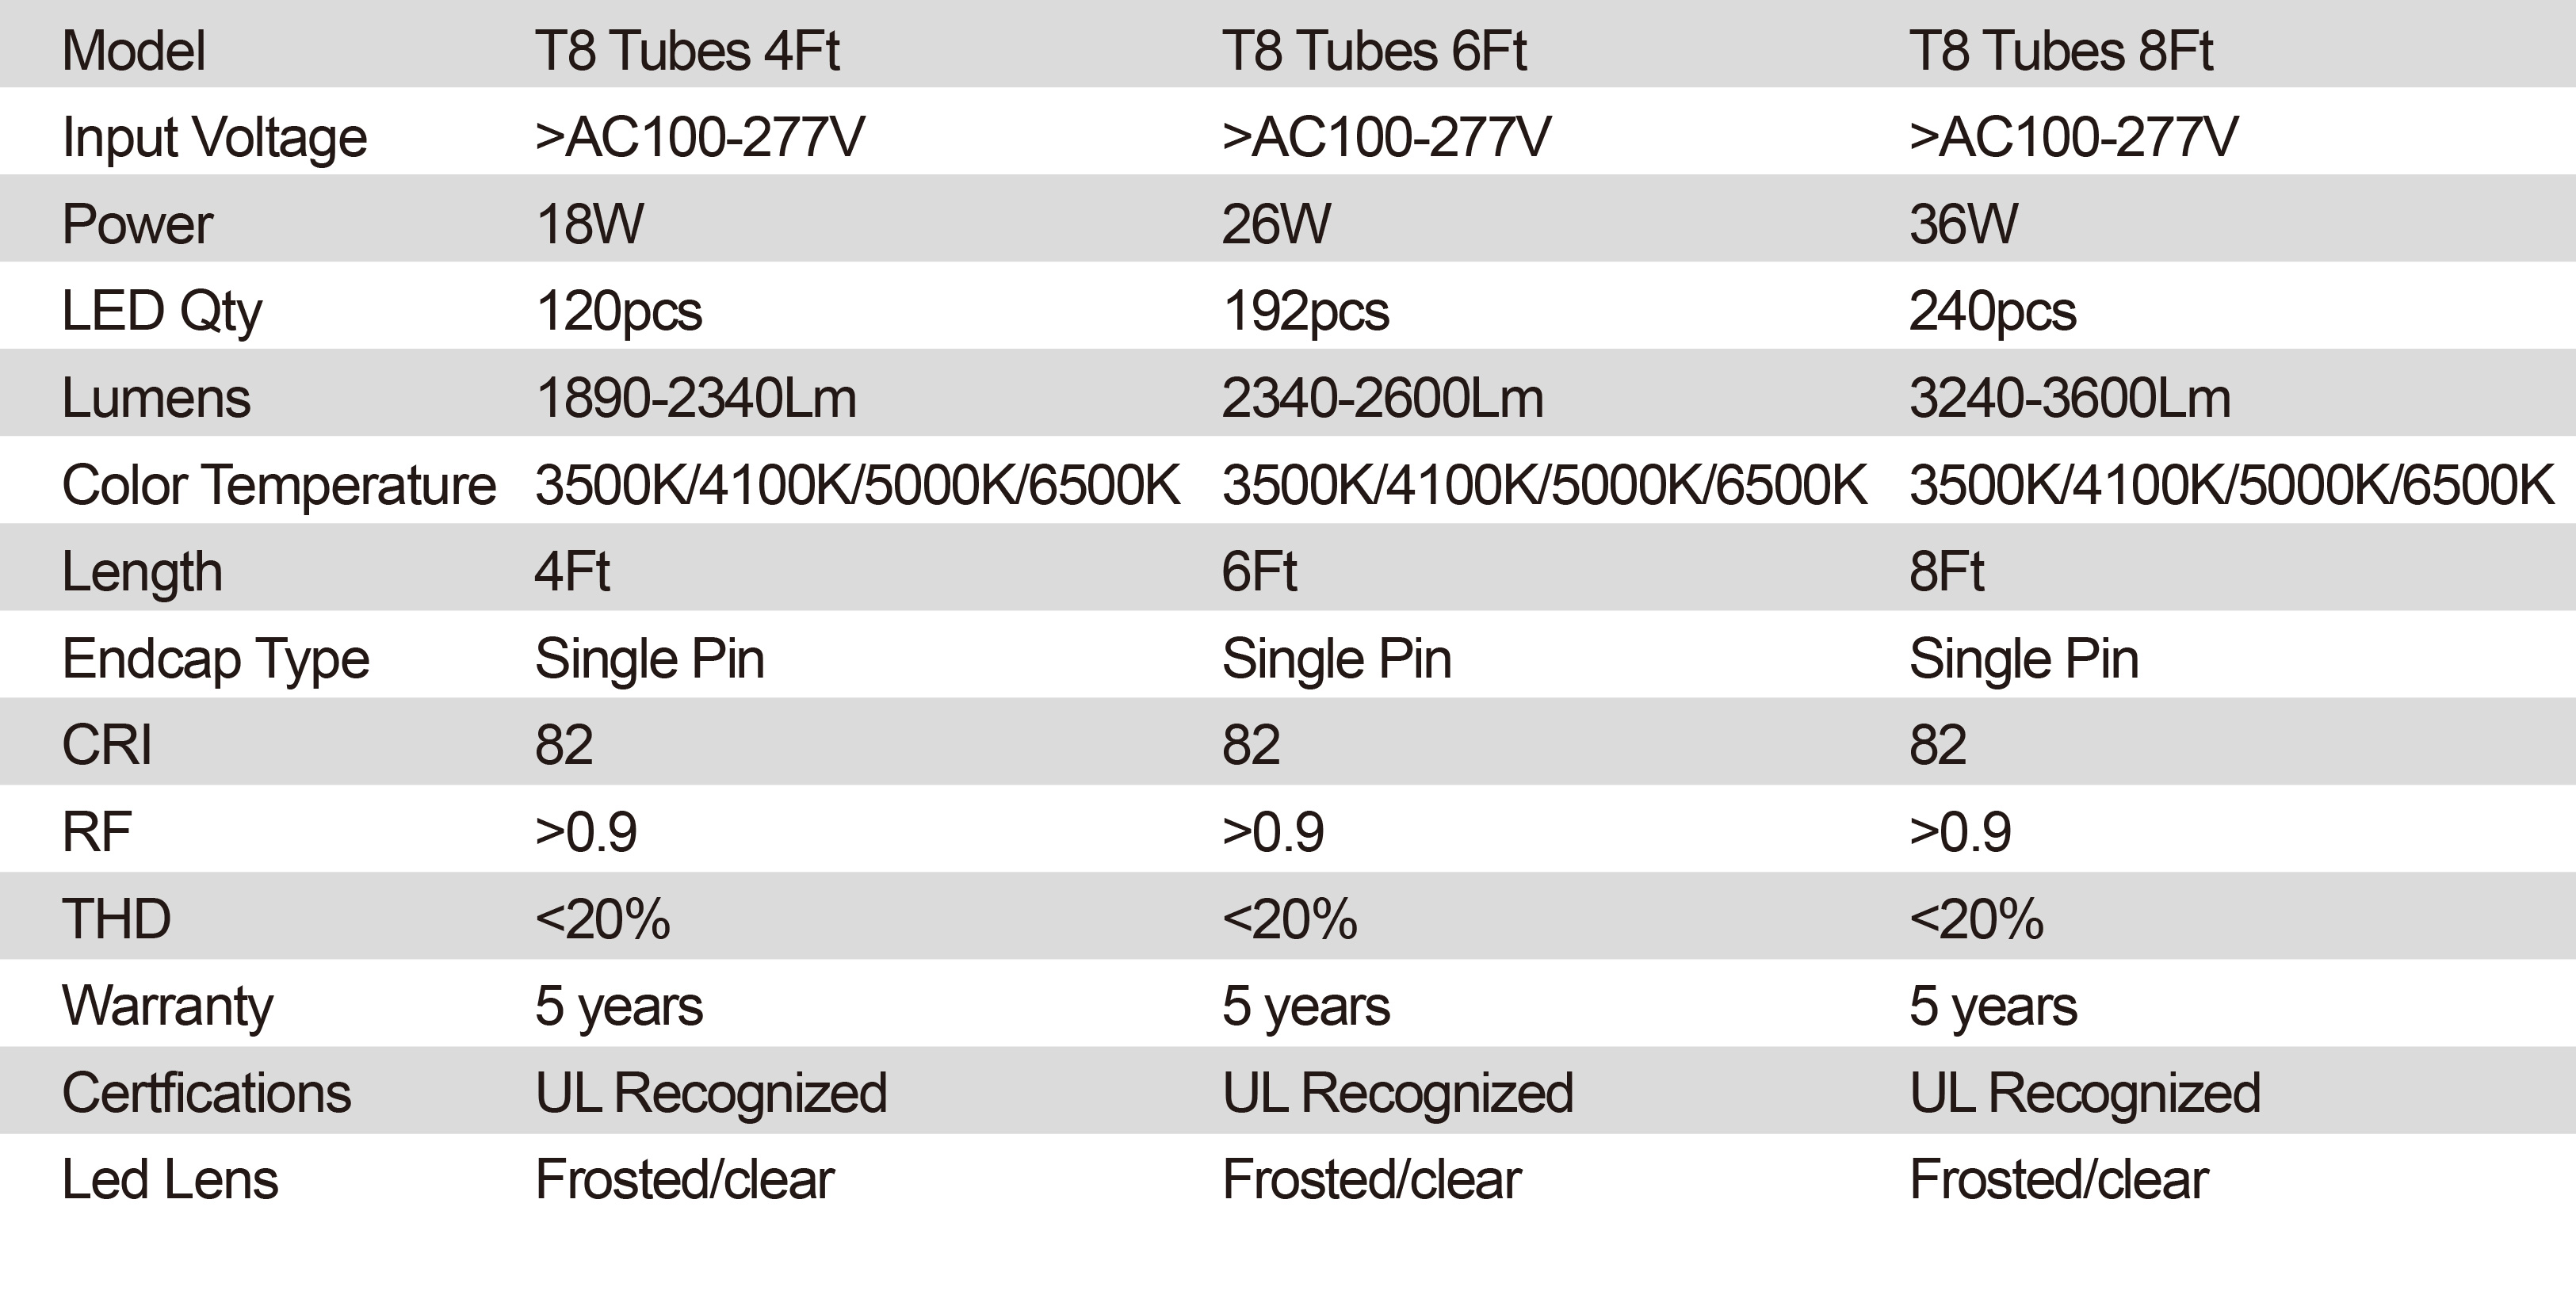 Model T8 Tubes 4Ft T8 Tubes 6Ft T8 Tubes 8Ft
Input Voltage >AC100-277V >AC100-277V >AC100-277V
Power 18W 26W 36W
LED Qty 120pcs 192pcs 240pcs
Lumens 1890-2340Lm 2340-2600Lm 3240-3600Lm
Color Temperature 3500K/4100K/5000K/6500K 3500K/4100K/5000K/6500K 3500K/4100K/5000K/6500K
Length 4Ft 6Ft 8Ft
Endcap Type Single Pin Single Pin Single Pin
CRI 82 82 82
RF >0.9 >0.9 >0.9
THD <20% <20% <20%
Warranty 5 years 5 years 5 years
Certfications UL Recognized UL Recognized UL Recognized
Led Lens Frosted/clear Frosted/clear Frosted/clear